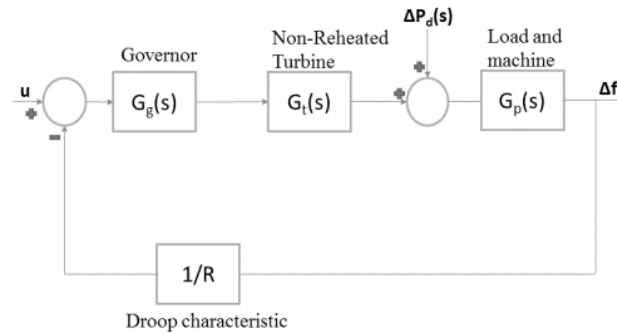 Governor
Non-Reheated
Turbine
ΔP_d(s)
Load and
machine
u
+
-
G_g(s)
G_t(s)
+
+
G_p(s)
Δf
1/R
Droop characteristic